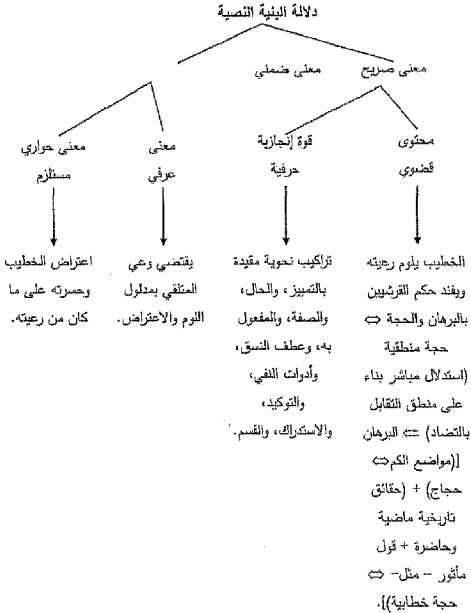 دلالة البنية النصية
معنى صريح
معنى ضمني
محتوى
قضوي
قوة إنجازية
حرفية
معنى
عرفي
معنى حواري
مستلزم
الخطيب يلوم رعيته
ويفند حكم القرشيين
بالبرهان والحجة ⇔
حجة منطقية
(استدلال مباشر بناء
على منطق التقابل
بالتضاد) ⇐ البرهان
[(مواضع الكم ⇔
حجاج) + (حقائق
تاريخية ماضية
وحاضرة + قول
مأثور – مثل- ⇔
حجة خطابية)].
تراكيب نحوية مقيدة
بالتمييز، والحال،
والصفة، والمفعول
به، وعطف النسق،
وأدوات النفي،
والتوكيد،
والاستدراك، والقسم.
يقتضي وعي
المتلقي بمدلول
اللوم والاعتراض.
اعتراض الخطيب
وحسرته على ما
كان من رعيته.